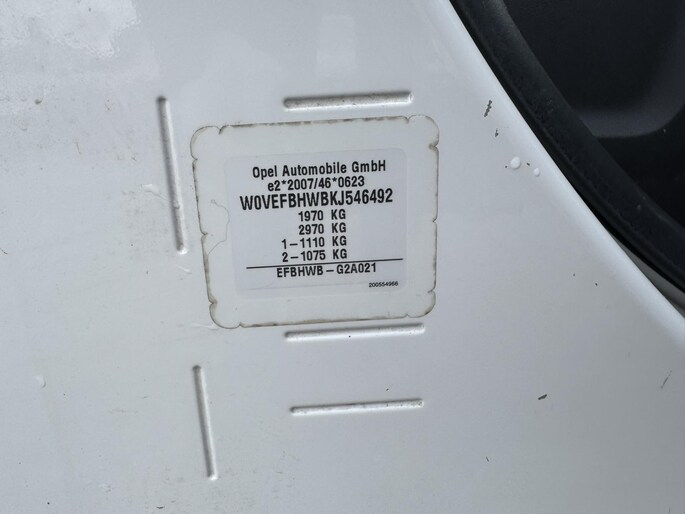 Opel Automobile GmbH
e2*2007/46*0623
W0VEFBHWBKJ546492
1970 KG
2970 KG
1-1110 KG
2-1075 KG
EFBHWB-G2A021
200554966